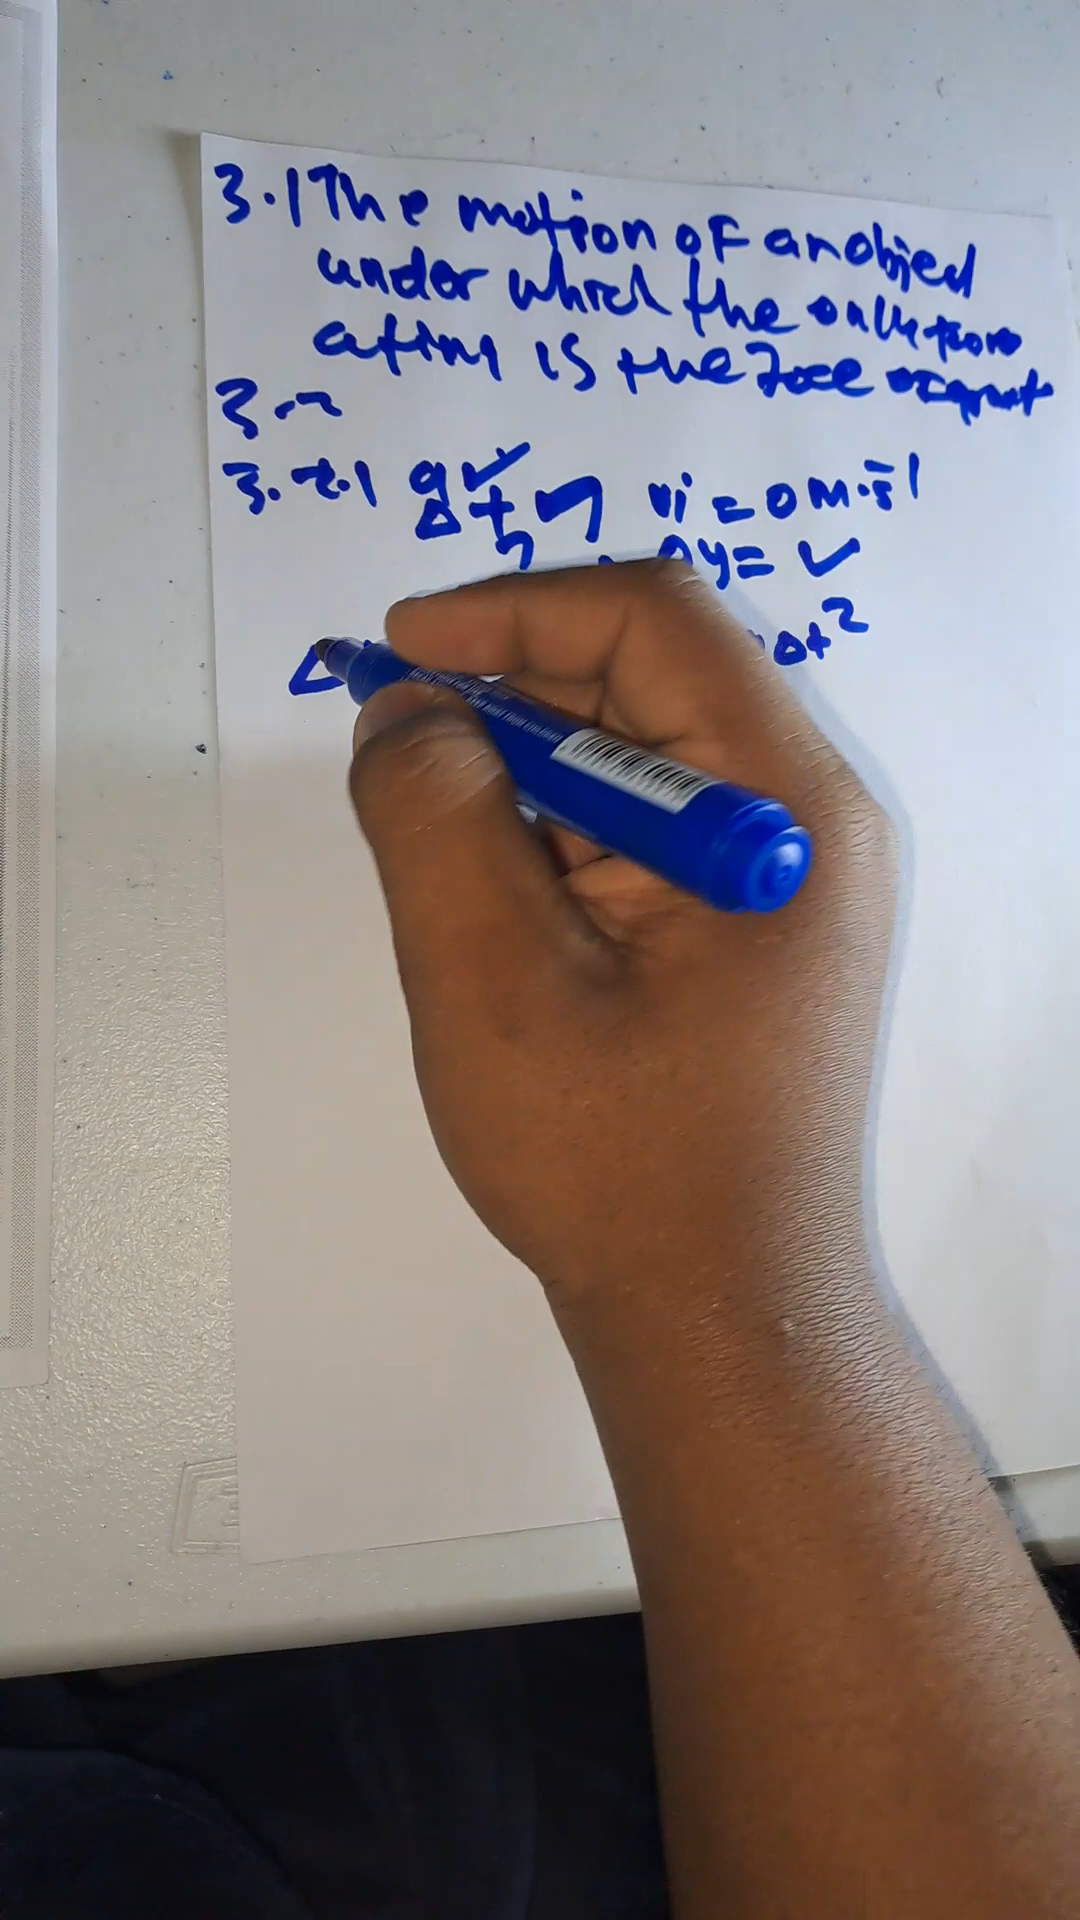 3.1 The motion of an object
under which the only force
acting is the Force of gravity
3.2
3.2.1 g✓ vi = 0 m·s-1
Δt ?
Δy = ✓
Δt²
Δ